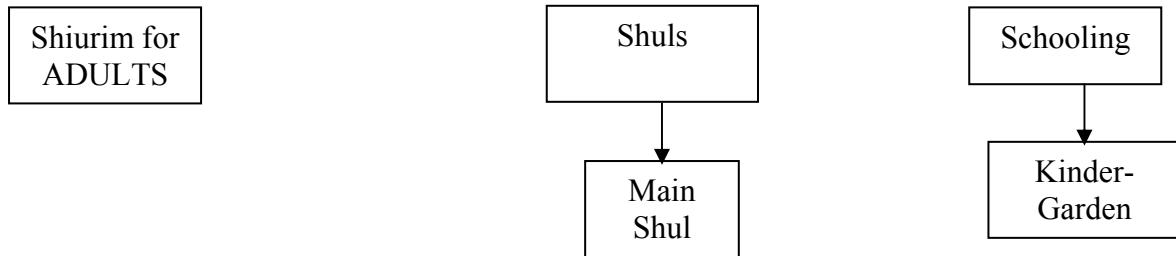 Shiurim for
ADULTS
Shuls
Schooling
Main
Shul
Kinder-
Garden